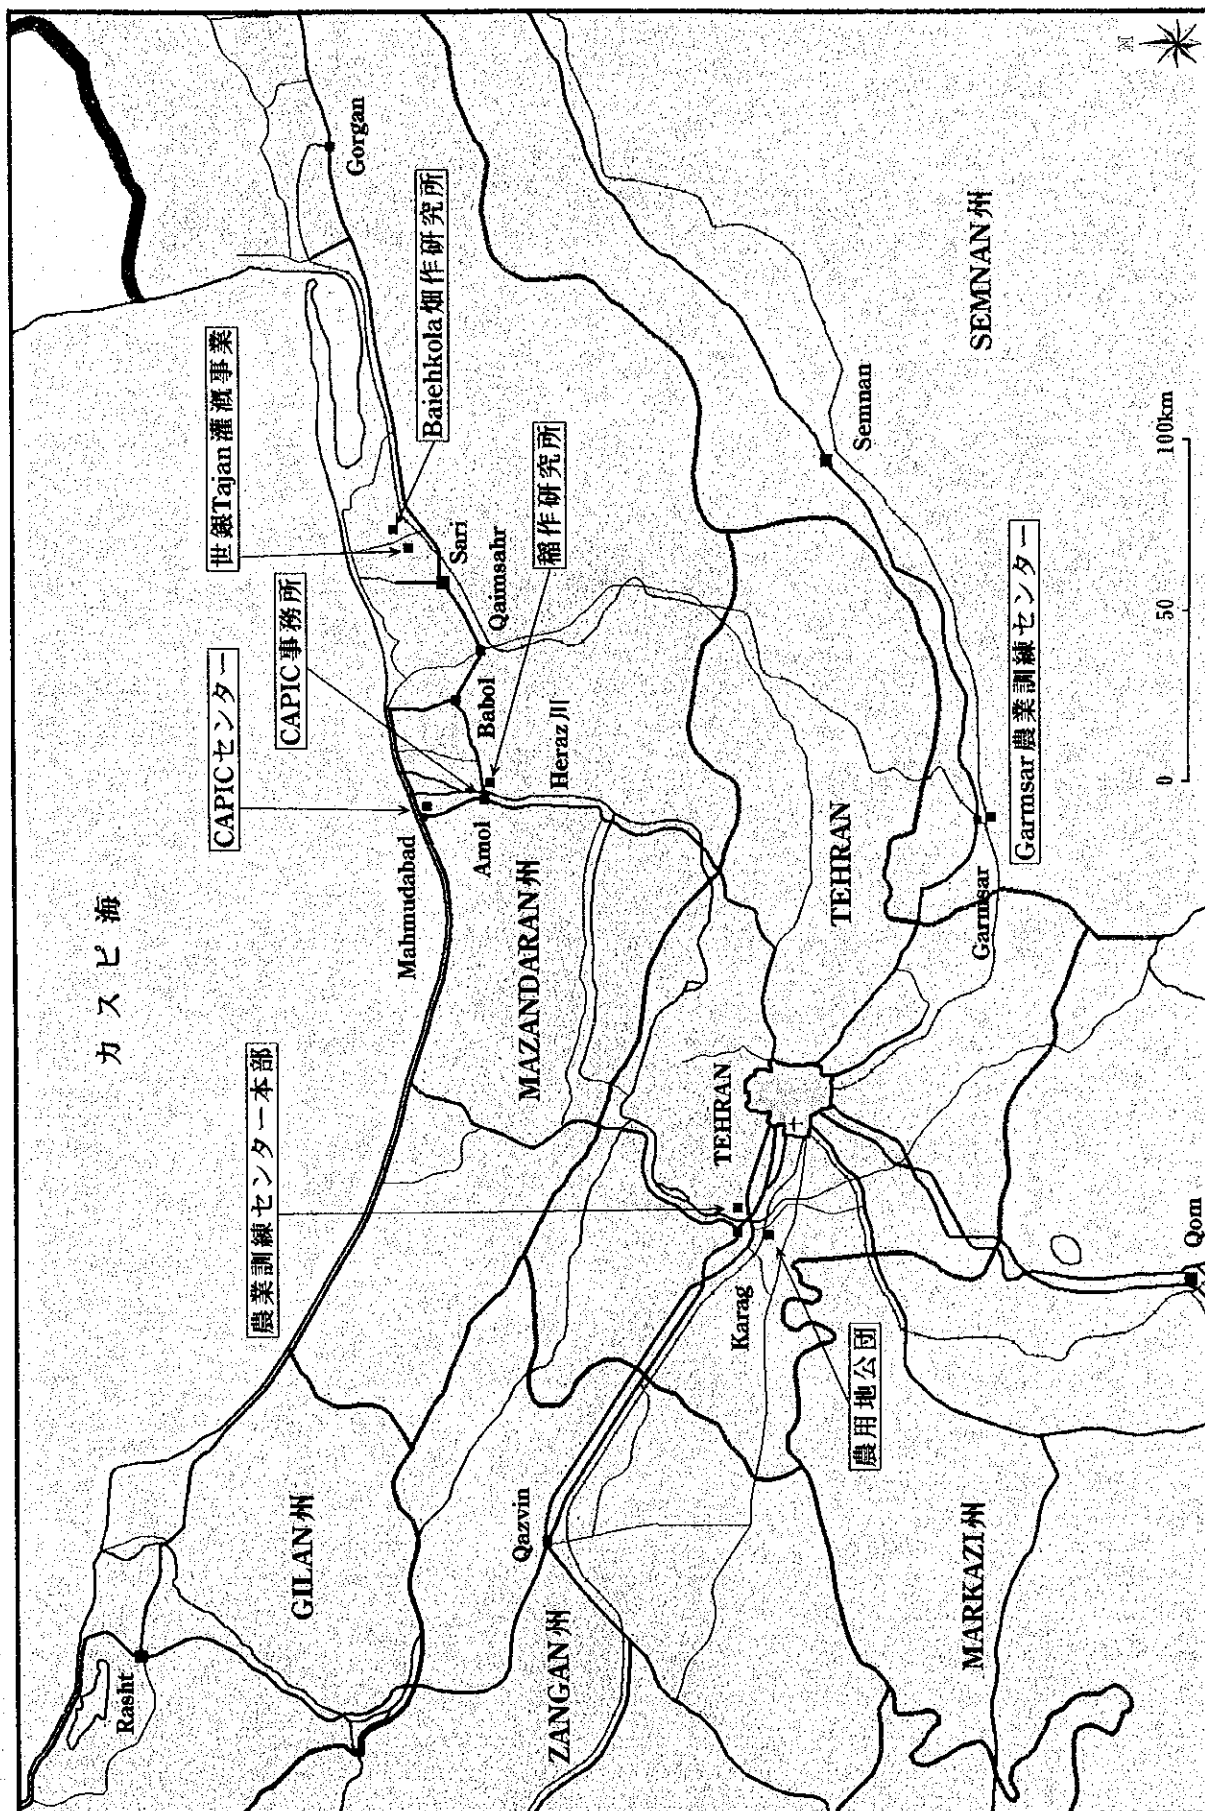 カスピ海
Rasht
GILAN州
農業訓練センター本部
CAPICセンター
CAPIC事務所
世銀Tajan灌漑事業
Baiehkola畑作研究所
稲作研究所
Gorgan
Mahmudabad
Amol
Babol
Qaimsahr
Sari
Heraz川
MAZANDARAN州
ZANGAN州
Qazvin
TEHRAN
TEHRAN
Karag
農用地公団
Semnan
SEMNAN州
Garmsar
Garmsar農業訓練センター
MARKAZI州
Qom
0
50
100km
N